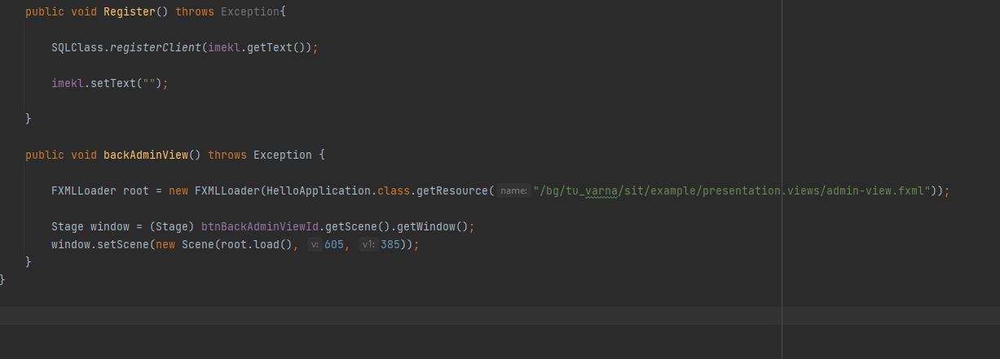 public void Register() throws Exception{
SQLClass.registerClient(imekl.getText());
imekl.setText("");
}
public void backAdminView() throws Exception {
FXMLLoader root = new FXMLLoader(HelloApplication.class.getResource( name: "/bg/tu_varna/sit/example/presentation.views/admin-view.fxml"));
Stage window = (Stage) btnBackAdminViewId.getScene().getWindow();
window.setScene(new Scene(root.load(), v: 605, v1: 385));
}
}